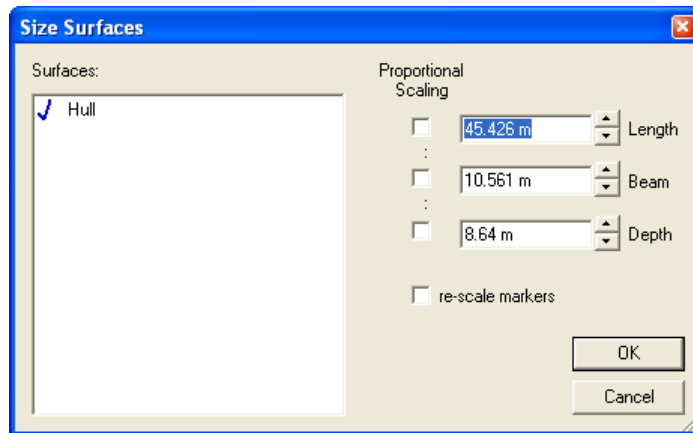 Size Surfaces
Surfaces:
Hull
Proportional
Scaling
45.426 m Length
:
10.561 m Beam
:
8.64 m Depth
re-scale markers
OK
Cancel